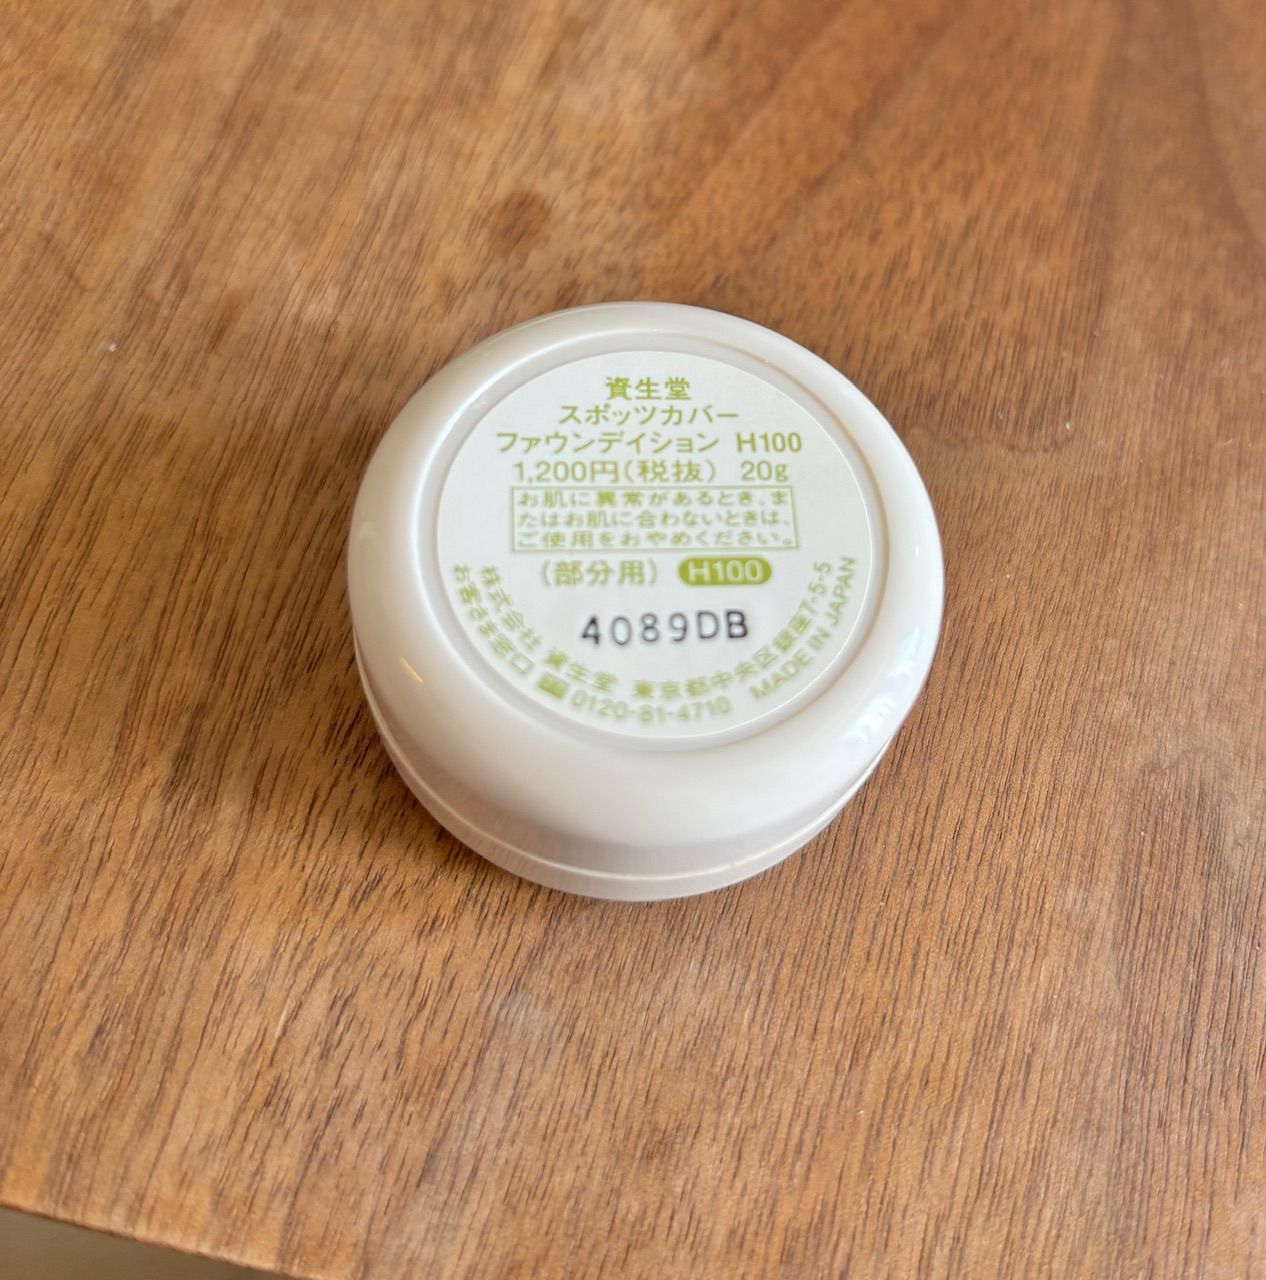 資生堂
スポッツカバー
ファウンデイション H100
1,200円(税抜) 20g
お肌に異常があるとき、ま
たはお肌に合わないときは、
ご使用をおやめください。
(部分用) H100
4089DB
株式会社 資生堂 東京都中央区銀座7-5-5
お客さま窓口 0120-81-4710 MADE IN JAPAN